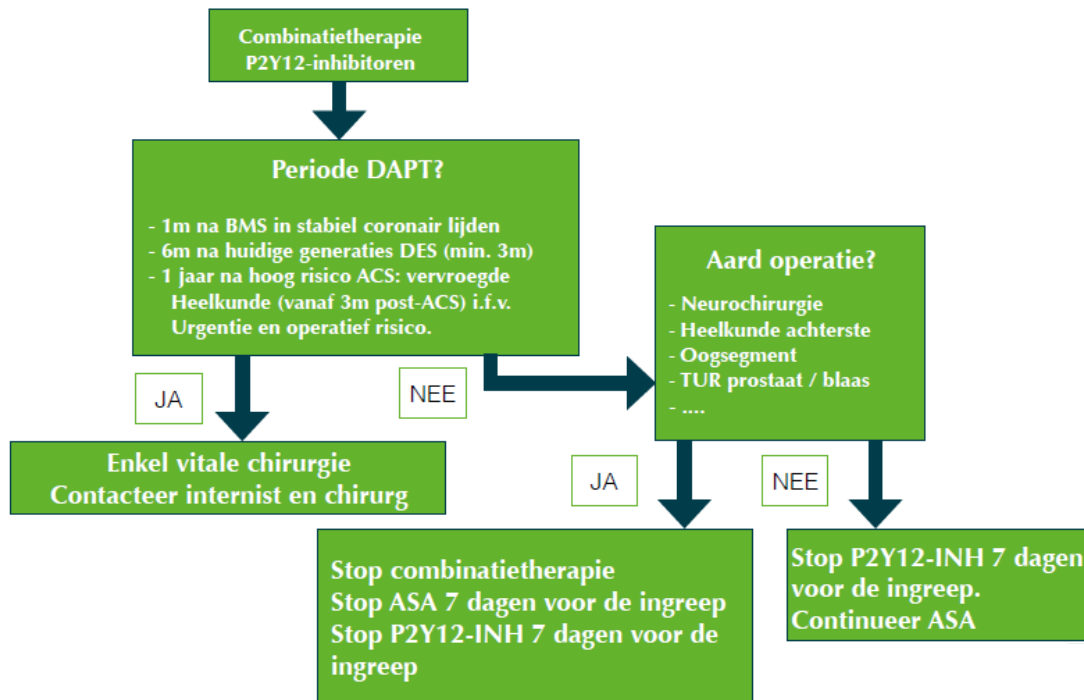 Combinatietherapie
P2Y12-inhibitoren
Periode DAPT?
- 1m na BMS in stabiel coronair lijden
- 6m na huidige generaties DES (min. 3m)
- 1 jaar na hoog risico ACS: vervroegde
Heelkunde (vanaf 3m post-ACS) i.f.v.
Urgentie en operatief risico.
Aard operatie?
- Neurochirurgie
- Heelkunde achterste
- Oogsegment
- TUR prostaat / blaas
- ....
JA
NEE
Enkel vitale chirurgie
Contacteer internist en chirurg
JA
NEE
Stop combinatietherapie
Stop ASA 7 dagen voor de ingreep
Stop P2Y12-INH 7 dagen voor de
ingreep
Stop P2Y12-INH 7 dagen
voor de ingreep.
Continueer ASA